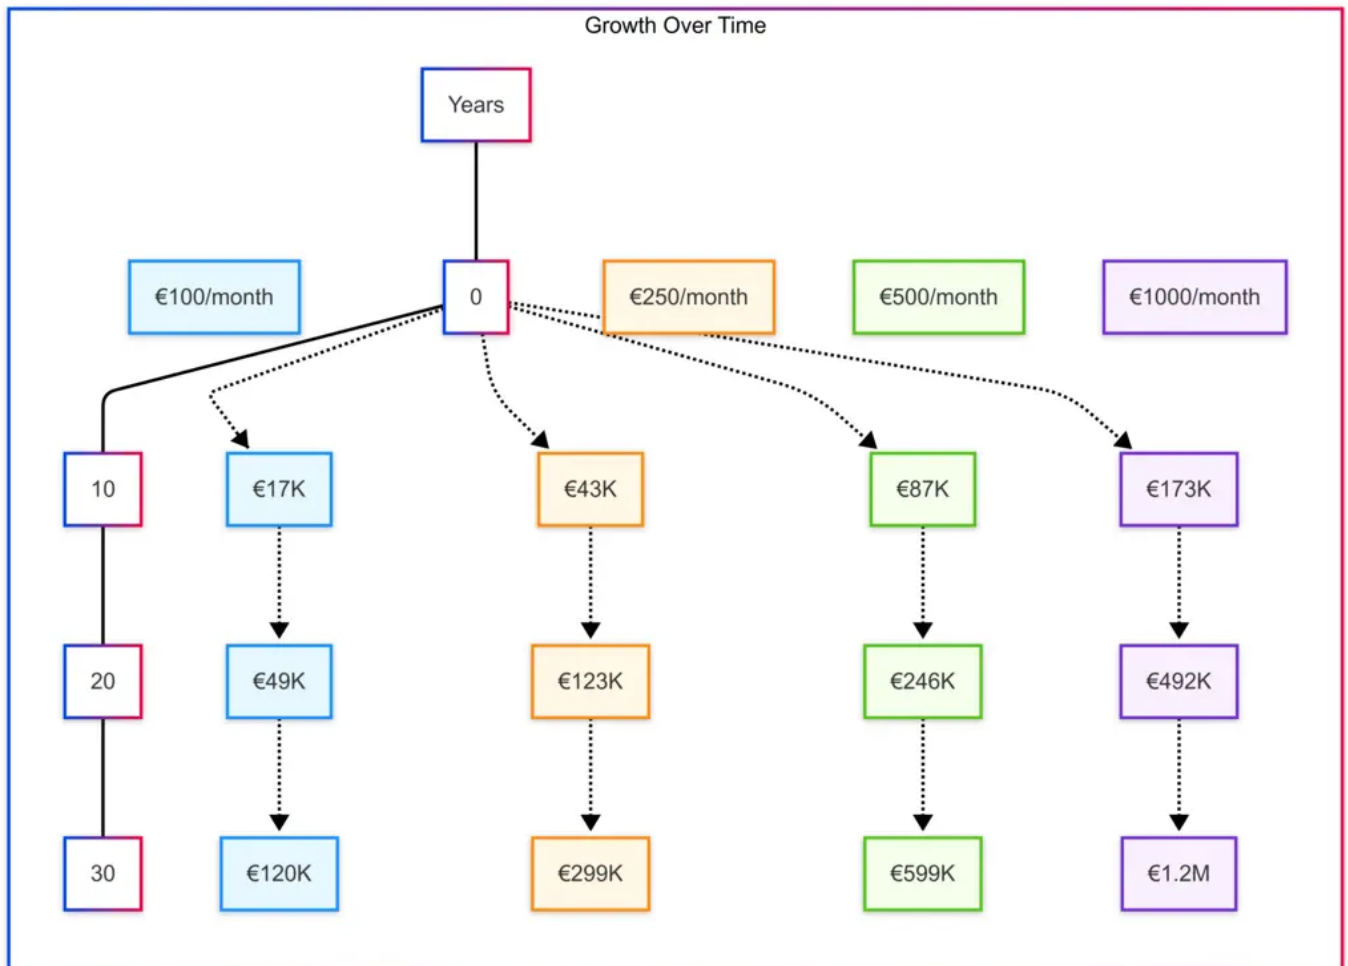 Growth Over Time
Years
€100/month
0
€250/month
€500/month
€1000/month
10
€17K
€43K
€87K
€173K
20
€49K
€123K
€246K
€492K
30
€120K
€299K
€599K
€1.2M